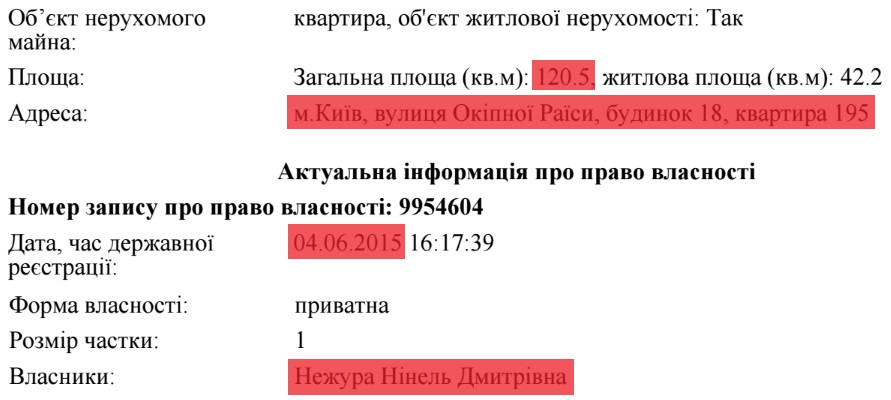 Об’єкт нерухомого майна: квартира, об'єкт житлової нерухомості: Так
Площа: Загальна площа (кв.м): 120.5, житлова площа (кв.м): 42.2
Адреса: м.Київ, вулиця Окіпної Раїси, будинок 18, квартира 195
Актуальна інформація про право власності
Номер запису про право власності: 9954604
Дата, час державної реєстрації: 04.06.2015 16:17:39
Форма власності: приватна
Розмір частки: 1
Власники: Нежура Нінель Дмитрівна